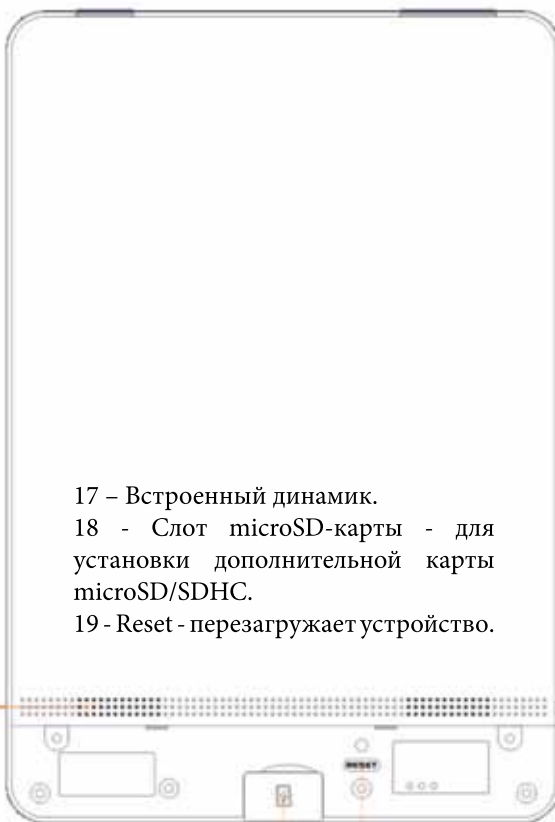 17 – Встроенный динамик.
18 - Слот microSD-карты - для
установки дополнительной карты
microSD/SDHC.
19 - Reset - перезагружает устройство.
RESET